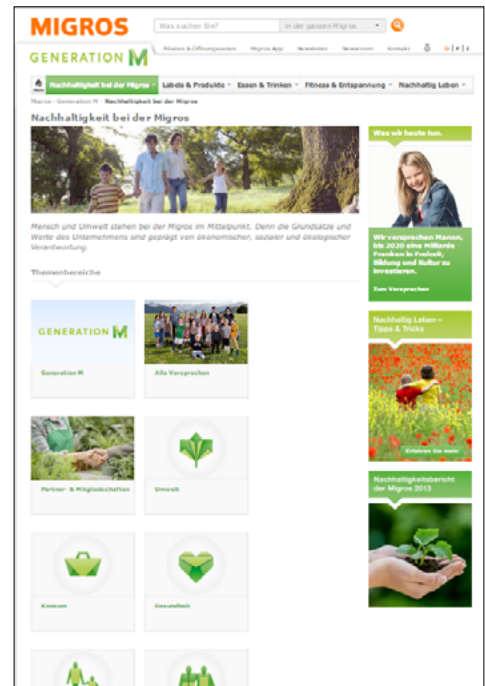 MIGROS
Was suchen Sie?
in der ganzen Migros
GENERATION M
Filialen & Öffnungszeiten Migros App Newsletter Newsroom Kontakt D | F | I
Nachhaltigkeit bei der Migros Labels & Produkte Essen & Trinken Fitness & Entspannung Nachhaltig Leben
Migros › Generation M › Nachhaltigkeit bei der Migros
Nachhaltigkeit bei der Migros
Mensch und Umwelt stehen bei der Migros im Mittelpunkt. Denn die Grundsätze und
Werte des Unternehmens sind geprägt von ökonomischer, sozialer und ökologischer
Verantwortung.
Themenbereiche
GENERATION M
Generation M
Alle Versprechen
Partner- & Mitgliedschaften
Umwelt
Konsum
Gesundheit
Was wir heute tun.
Wir versprechen Manon,
bis 2020 eine Milliarde
Franken in Freizeit,
Bildung und Kultur zu
investieren.
Zum Versprechen
Nachhaltig Leben –
Tipps & Tricks
Erfahren Sie mehr
Nachhaltigkeitsbericht
der Migros 2013